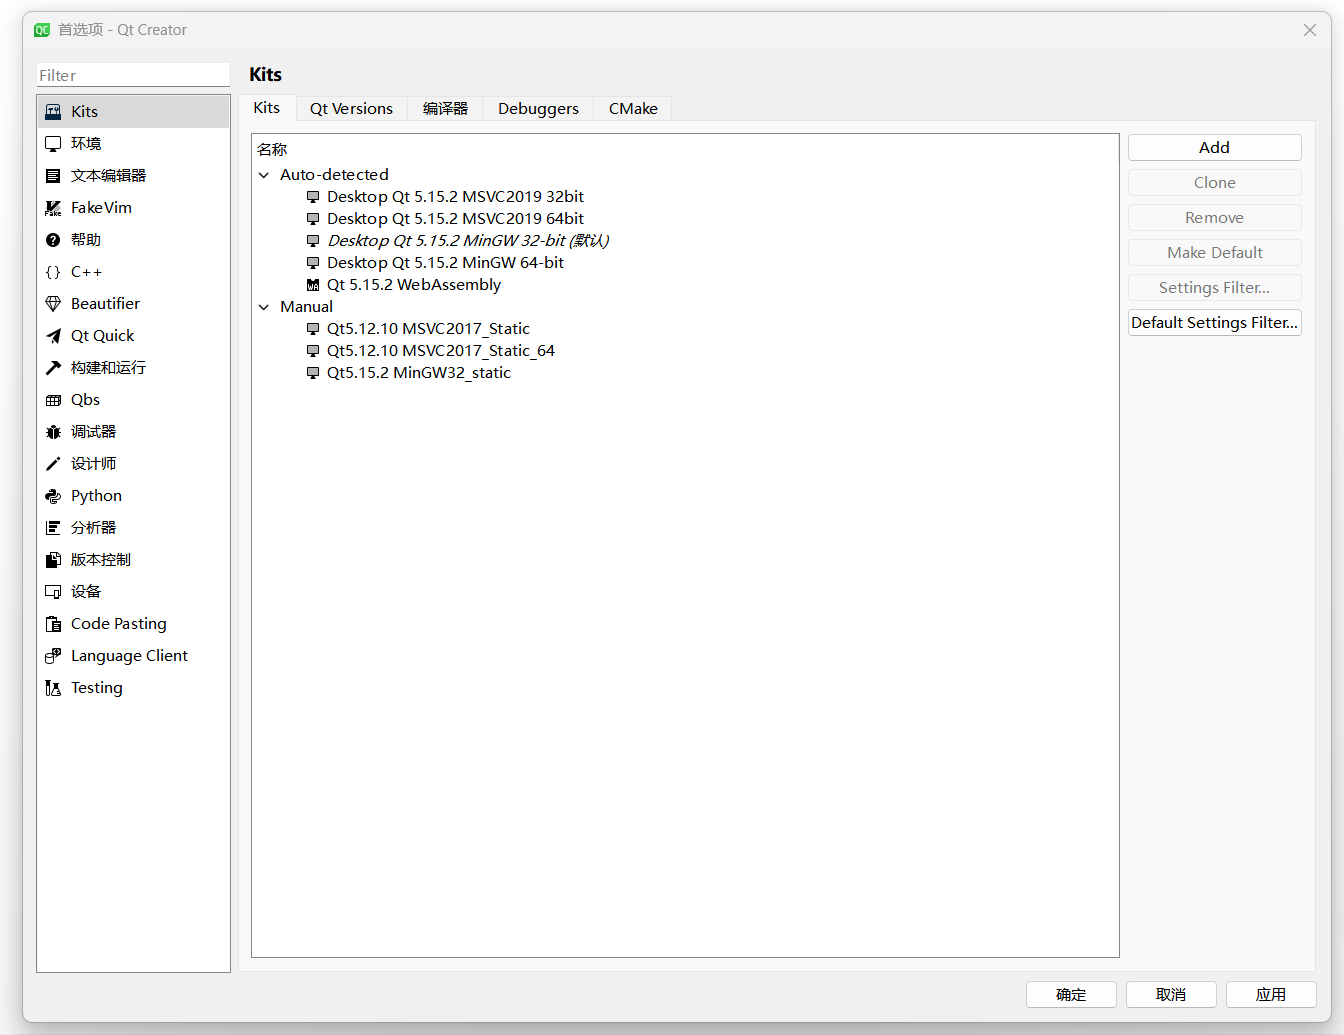 首选项 - Qt Creator
Filter
Kits
环境
文本编辑器
FakeVim
帮助
C++
Beautifier
Qt Quick
构建和运行
Qbs
调试器
设计师
Python
分析器
版本控制
设备
Code Pasting
Language Client
Testing
Kits
Kits Qt Versions 编译器 Debuggers CMake
名称
Auto-detected
Desktop Qt 5.15.2 MSVC2019 32bit
Desktop Qt 5.15.2 MSVC2019 64bit
Desktop Qt 5.15.2 MinGW 32-bit (默认)
Desktop Qt 5.15.2 MinGW 64-bit
Qt 5.15.2 WebAssembly
Manual
Qt5.12.10 MSVC2017_Static
Qt5.12.10 MSVC2017_Static_64
Qt5.15.2 MinGW32_static
Add
Clone
Remove
Make Default
Settings Filter...
Default Settings Filter...
确定 取消 应用